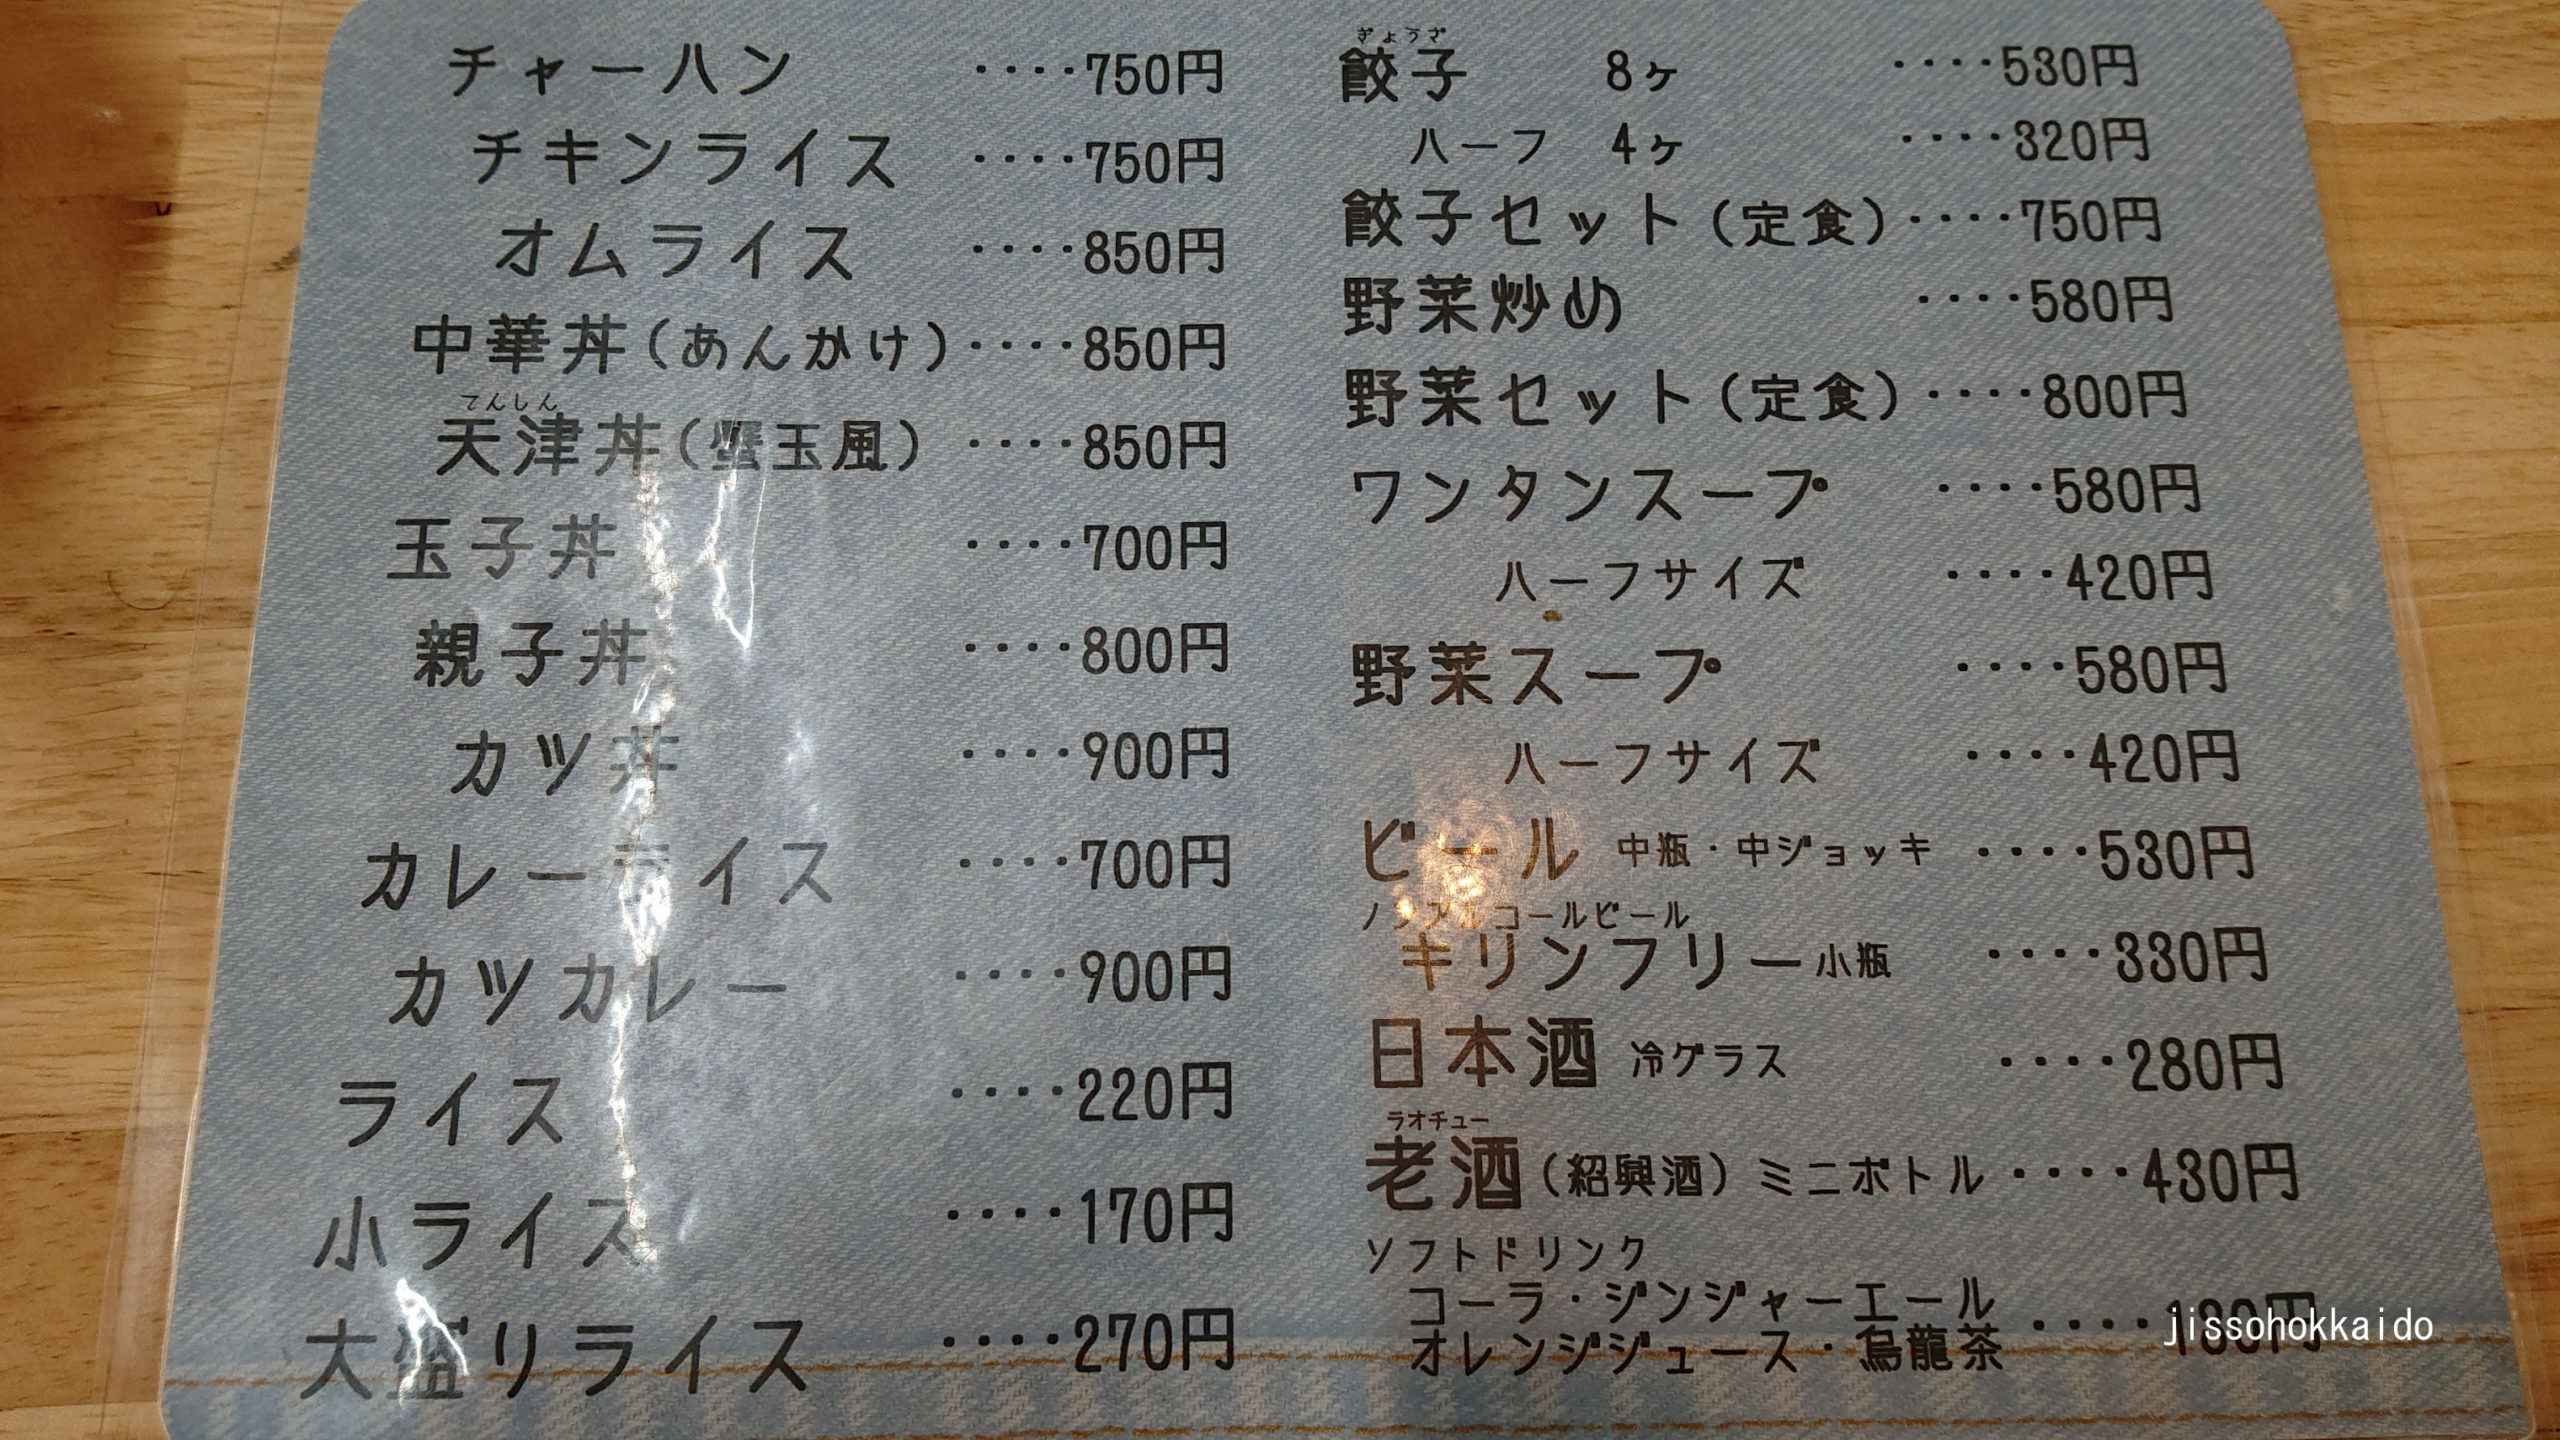 チャーハン ････750円
チキンライス ････750円
オムライス ････850円
中華丼(あんかけ)････850円
てんしん
天津丼(蟹玉風) ････850円
玉子丼 ････700円
親子丼 ････800円
カツ丼 ････900円
カレーライス ････700円
カツカレー ････900円
ライス ････220円
小ライス ････170円
大盛りライス ････270円
ぎょうざ
餃子 8ヶ ････530円
ハーフ 4ヶ ････320円
餃子セット(定食)････750円
野菜炒め ････580円
野菜セット(定食)････800円
ワンタンスープ ････580円
ハーフサイズ ････420円
野菜スープ ････580円
ハーフサイズ ････420円
ビール 中瓶・中ジョッキ ････530円
ノンアルコールビール
キリンフリー小瓶 ････330円
日本酒 冷グラス ････280円
ラオチュー
老酒(紹興酒)ミニボトル････430円
ソフトドリンク
コーラ・ジンジャーエール
オレンジジュース・烏龍茶 ････
jissohokkaido